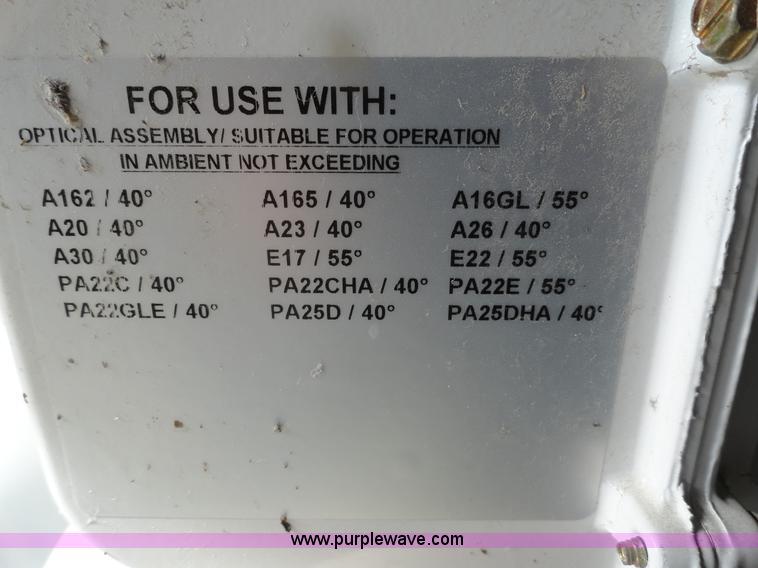 FOR USE WITH:
OPTICAL ASSEMBLY/ SUITABLE FOR OPERATION
IN AMBIENT NOT EXCEEDING
A162 / 40° A165 / 40° A16GL / 55°
A20 / 40° A23 / 40° A26 / 40°
A30 / 40° E17 / 55° E22 / 55°
PA22C / 40° PA22CHA / 40° PA22E / 55°
PA22GLE / 40° PA25D / 40° PA25DHA / 40°
www.purplewave.com